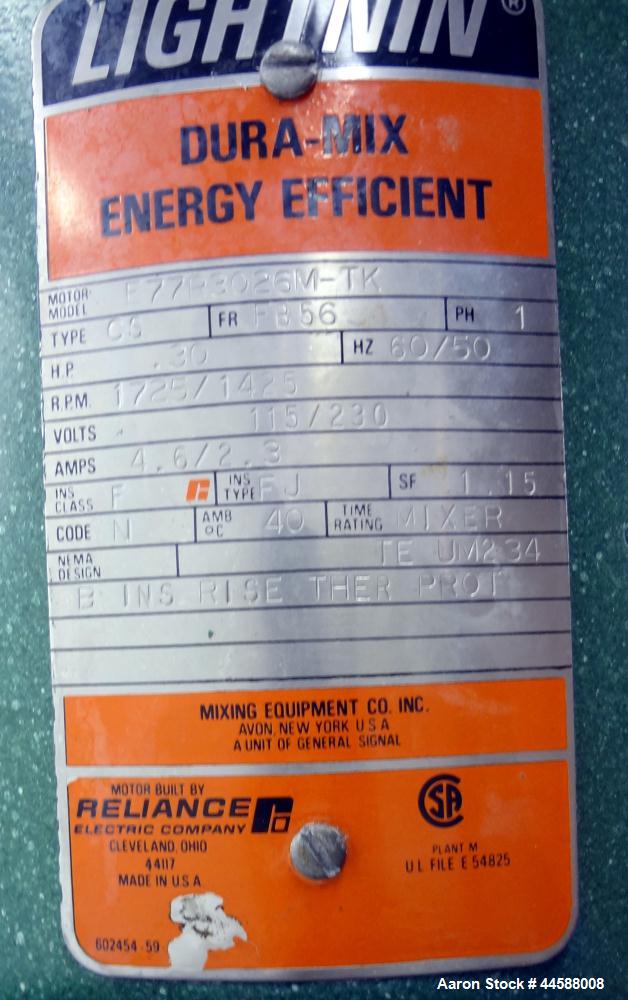 LIGHTNIN ®
DURA-MIX
ENERGY EFFICIENT
MOTOR MODEL
TYPE CS FR FB56 PH 1
H.P. .30 HZ 60/50
R.P.M. 1725/1425
VOLTS 115/230
AMPS 4.6/2.3
INS CLASS F INS TYPE FJ SF 1.15
CODE N AMB °C 40 TIME RATING MIXER
NEMA DESIGN TE UM234
B INS RISE THER PROT
MIXING EQUIPMENT CO. INC.
AVON, NEW YORK U S A
A UNIT OF GENERAL SIGNAL
MOTOR BUILT BY
RELIANCE
ELECTRIC COMPANY
CLEVELAND, OHIO
44117
MADE IN U.S.A
SA
PLANT M
U L FILE E 54825
602454-59-
Aaron Stock # 44588008